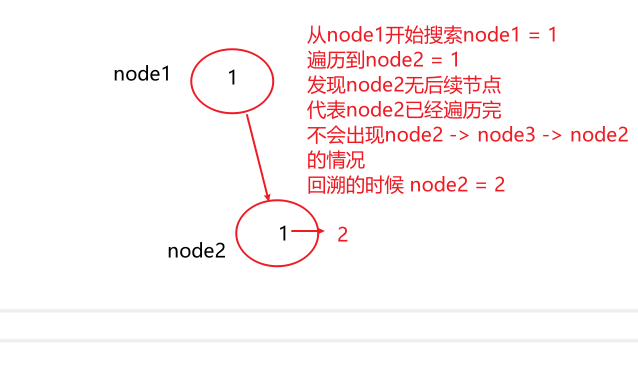 从node1开始搜索node1 = 1
遍历到node2 = 1
发现node2无后续节点
代表node2已经遍历完
不会出现node2 -> node3 -> node2
的情况
回溯的时候 node2 = 2
node1
1
node2
1
2